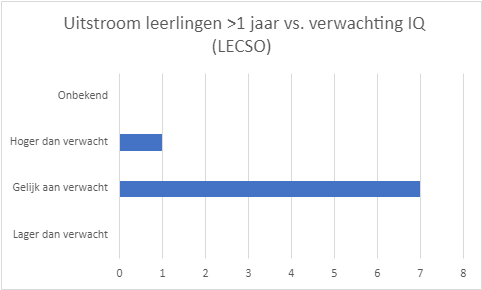 Uitstroom leerlingen >1 jaar vs. verwachting IQ
(LECSO)
Onbekend
Hoger dan verwacht
Gelijk aan verwacht
Lager dan verwacht
0 1 2 3 4 5 6 7 8